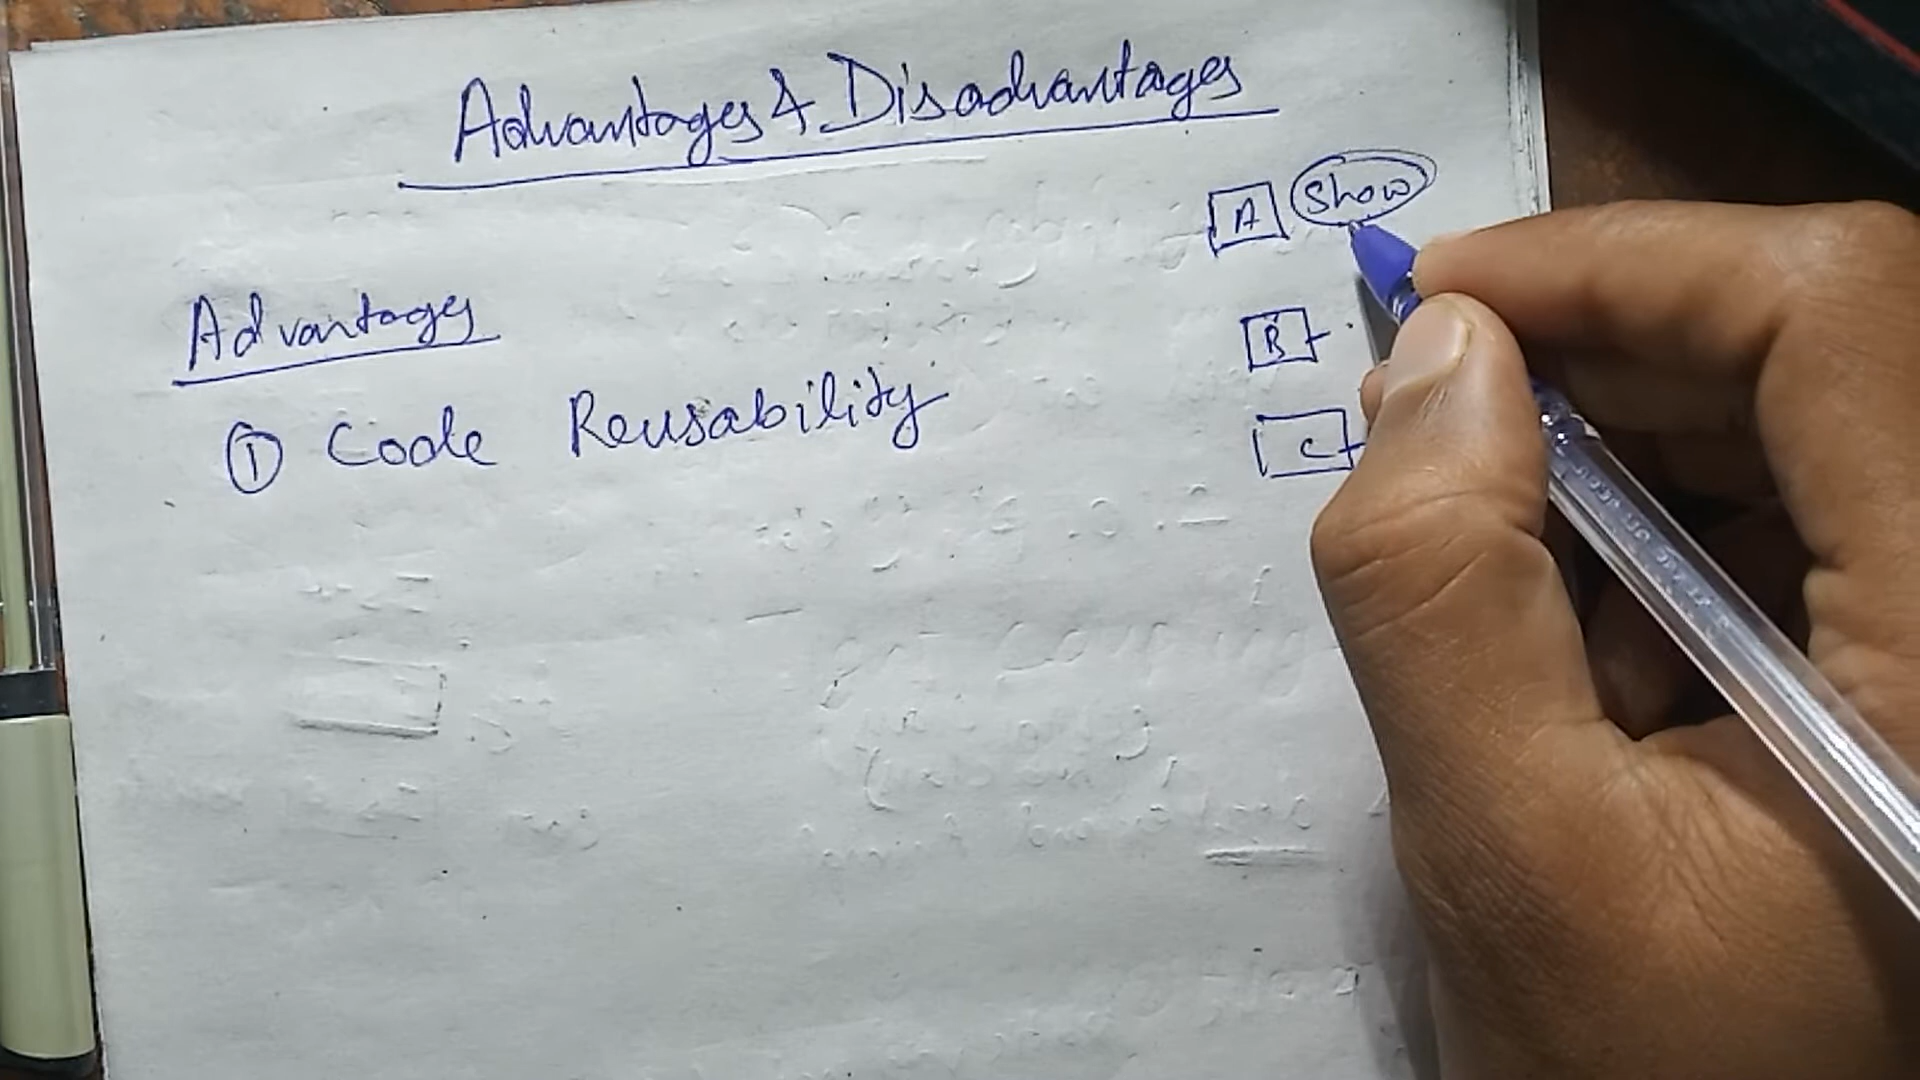 Advantages & Disadvantages
A Show
Advantages
B
① Code Reusability
C